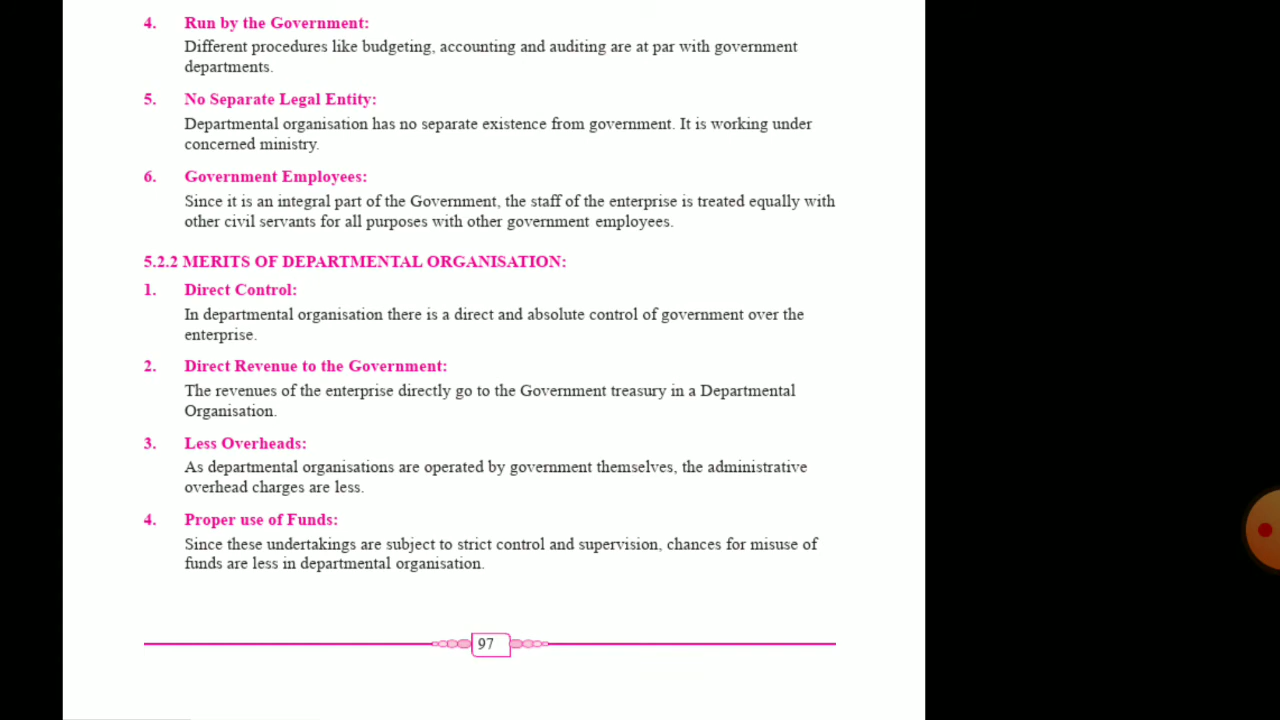 4. Run by the Government:
Different procedures like budgeting, accounting and auditing are at par with government
departments.
5. No Separate Legal Entity:
Departmental organisation has no separate existence from government. It is working under
concerned ministry.
6. Government Employees:
Since it is an integral part of the Government, the staff of the enterprise is treated equally with
other civil servants for all purposes with other government employees.
5.2.2 MERITS OF DEPARTMENTAL ORGANISATION:
1. Direct Control:
In departmental organisation there is a direct and absolute control of government over the
enterprise.
2. Direct Revenue to the Government:
The revenues of the enterprise directly go to the Government treasury in a Departmental
Organisation.
3. Less Overheads:
As departmental organisations are operated by government themselves, the administrative
overhead charges are less.
4. Proper use of Funds:
Since these undertakings are subject to strict control and supervision, chances for misuse of
funds are less in departmental organisation.
97